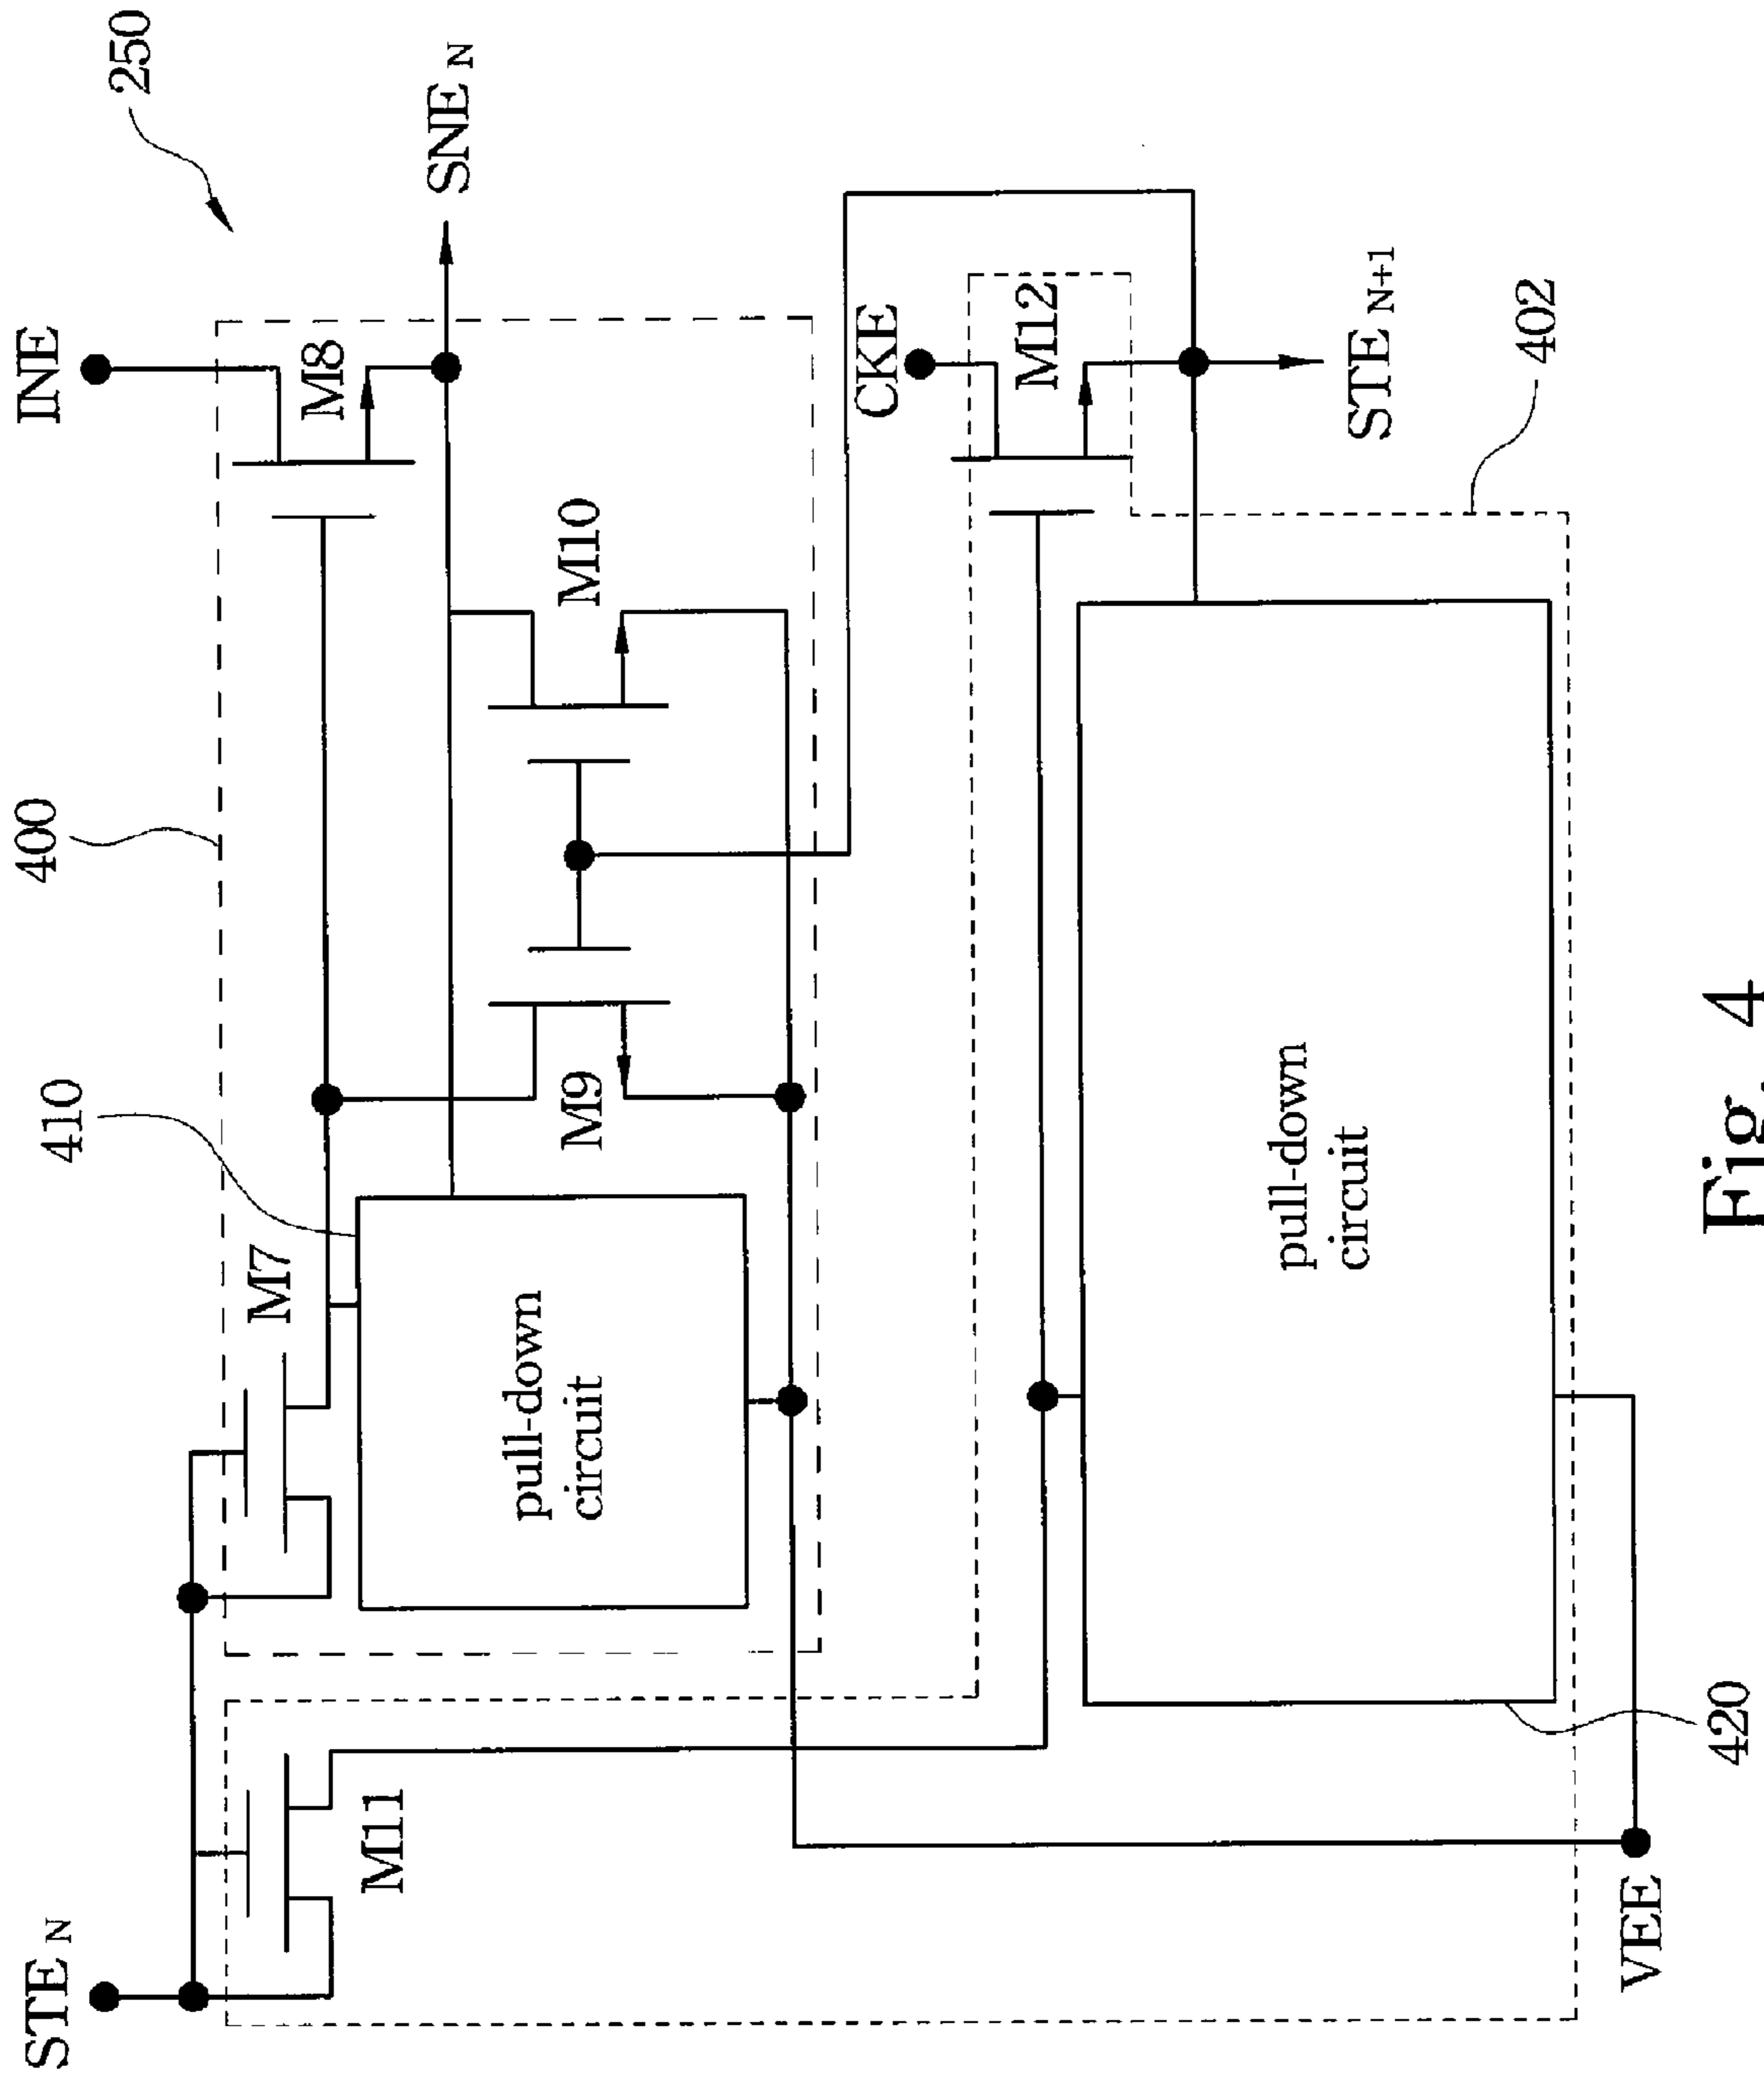 250
STE N
INE
400
410
M7
M8
SNE N
M11
M9
M10
pull-down
circuit
CKE
M12
STE N+1
pull-down
circuit
402
VEE
420
Fig. 4